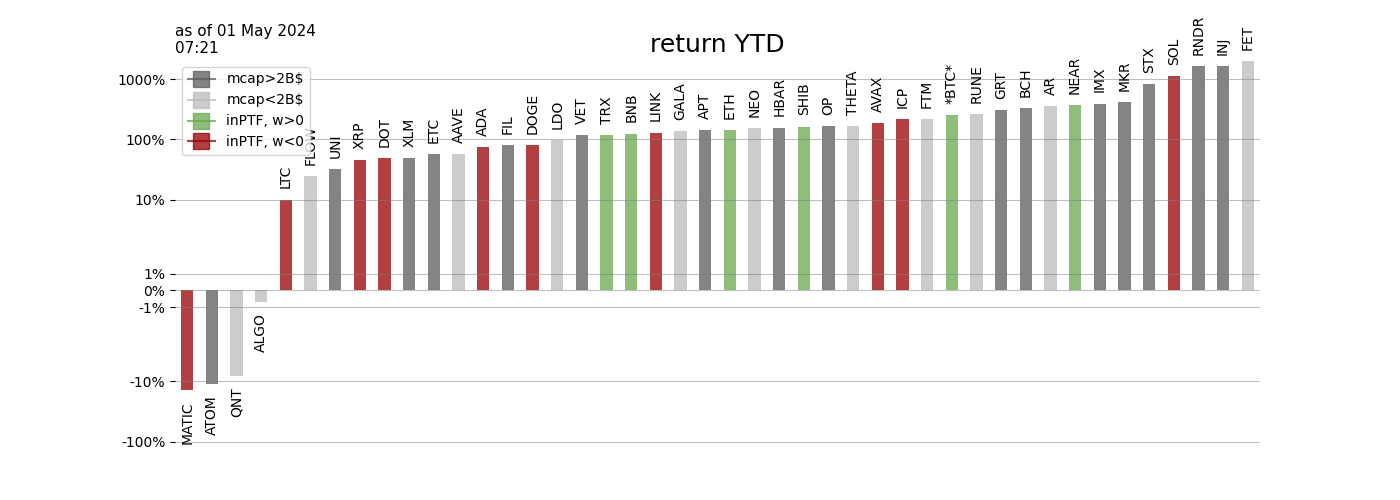 as of 01 May 2024
07:21
return YTD
mcap>2B$
mcap<2B$
inPTF, w>0
inPTF, w<0
1000%
100%
10%
1%
0%
-1%
-10%
-100%
MATIC
ATOM
QNT
ALGO
LTC
FLOW
UNI
XRP
DOT
XLM
ETC
AAVE
ADA
FIL
DOGE
LDO
VET
TRX
BNB
LINK
GALA
APT
ETH
NEO
HBAR
SHIB
OP
THETA
AVAX
ICP
FTM
*BTC*
RUNE
GRT
BCH
AR
NEAR
IMX
MKR
STX
SOL
RNDR
INJ
FET